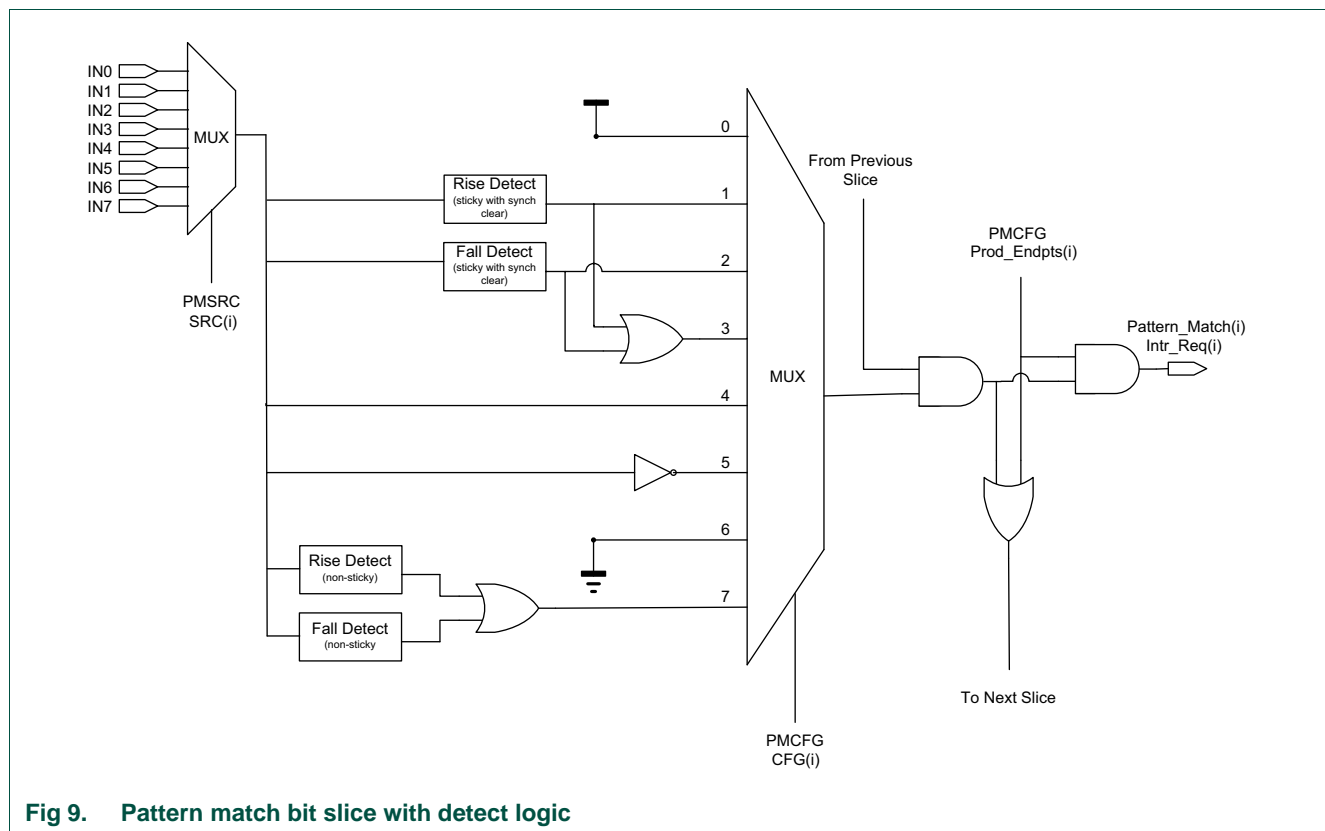 IN0
IN1
IN2
IN3
IN4
IN5
IN6
IN7
MUX
PMSRC
SRC(i)
Rise Detect
(sticky with synch
clear)
Fall Detect
(sticky with synch
clear)
Rise Detect
(non-sticky)
Fall Detect
(non-sticky
0
1
2
3
4
5
6
7
MUX
PMCFG
CFG(i)
From Previous
Slice
PMCFG
Prod_Endpts(i)
Pattern_Match(i)
Intr_Req(i)
To Next Slice
Fig 9. Pattern match bit slice with detect logic